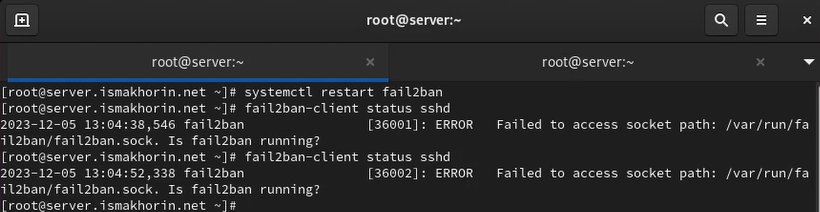 root@server:~
root@server:~
root@server:~
[root@server.ismakhorin.net ~]# systemctl restart fail2ban
[root@server.ismakhorin.net ~]# fail2ban-client status sshd
2023-12-05 13:04:38,546 fail2ban             [36001]: ERROR   Failed to access socket path: /var/run/fa
il2ban/fail2ban.sock. Is fail2ban running?
[root@server.ismakhorin.net ~]# fail2ban-client status sshd
2023-12-05 13:04:52,338 fail2ban             [36002]: ERROR   Failed to access socket path: /var/run/fa
il2ban/fail2ban.sock. Is fail2ban running?
[root@server.ismakhorin.net ~]#